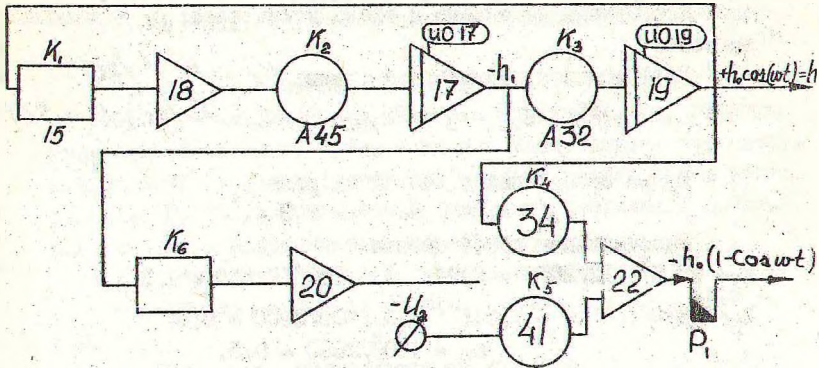 K₁
15
18
K₂
A45
u017
17
-h₁
K₃
A32
u019
19
+h₀cos(ωt)=h
K₄
34
K₆
20
U₂
K₅
41
22
-h₀(1-Cosωt)
P₁